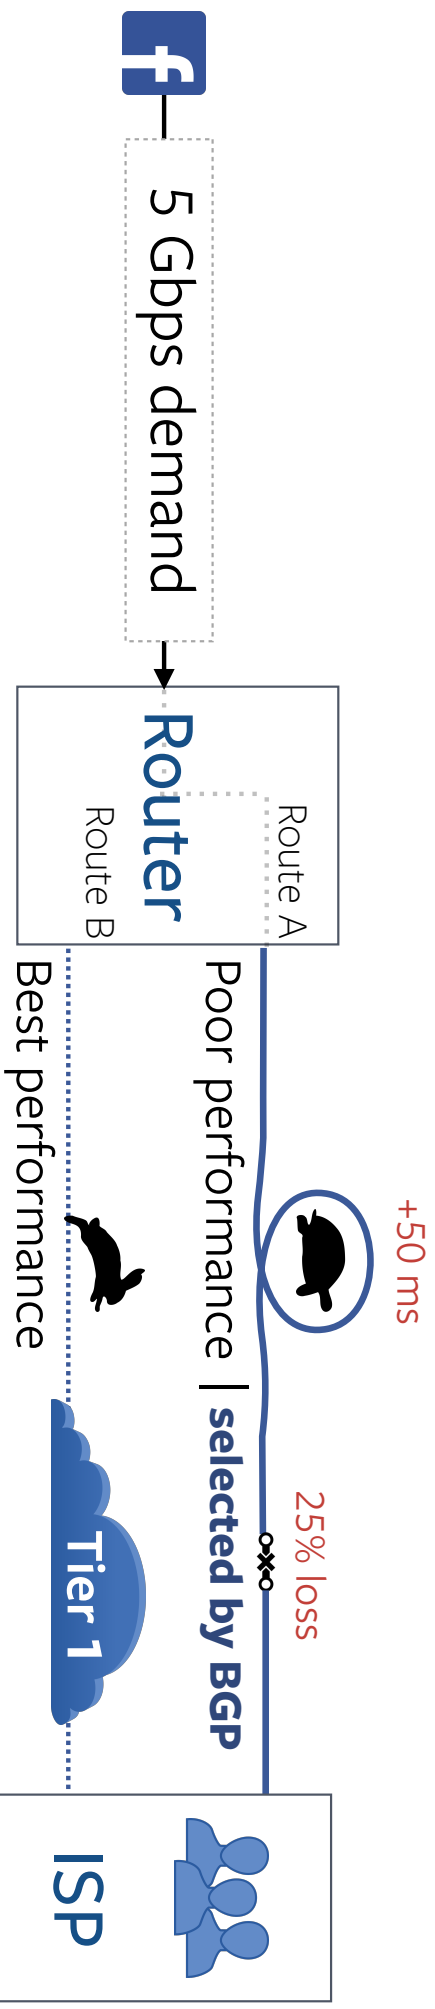 f
5 Gbps demand
Router
Route A
Route B
+50 ms
25% loss
Poor performance | selected by BGP
Best performance
Tier 1
ISP